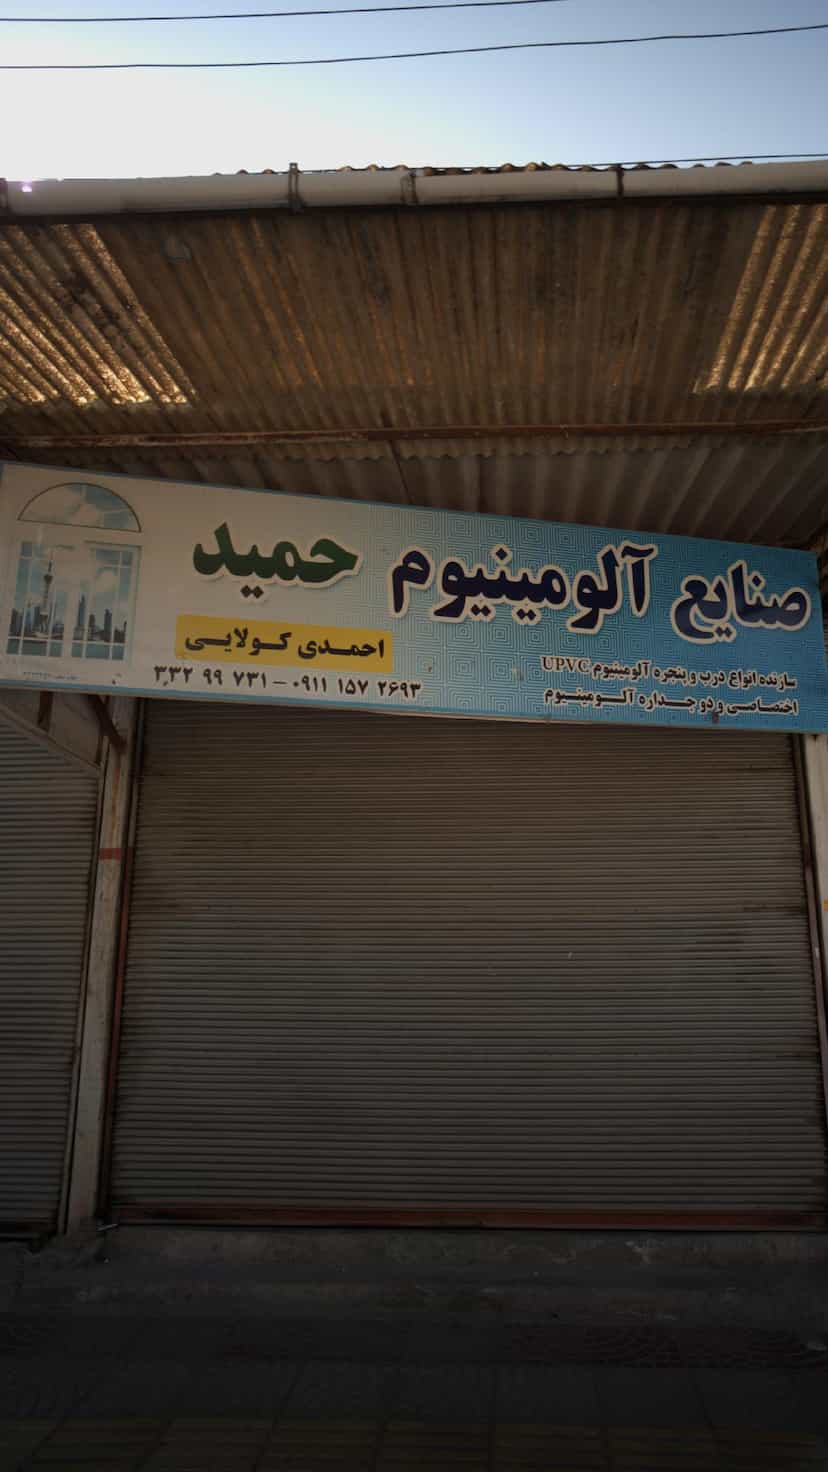 صنایع آلومینیوم حمید
احمدی کولایی
۳۳۲ ۹۹ ۷۳۱ – ۰۹۱۱ ۱۵۷ ۲۶۹۳
سازنده انواع درب و پنجره آلومینیوم UPVC
اختصاصی و دو جداره آلومینیوم